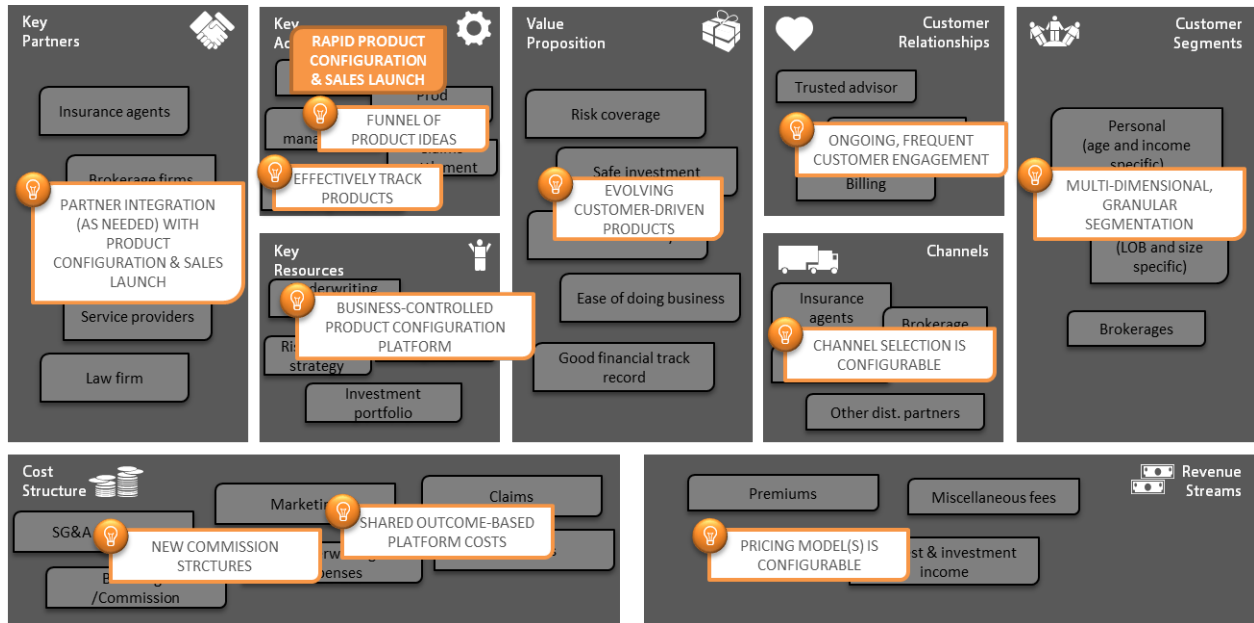 Key
Partners
Insurance agents
Brokerage firms
PARTNER INTEGRATION
(AS NEEDED) WITH
PRODUCT
CONFIGURATION & SALES
LAUNCH
Service providers
Law firm
Key
RAPID PRODUCT
CONFIGURATION
& SALES LAUNCH
Prod
FUNNEL OF
PRODUCT IDEAS
EFFECTIVELY TRACK
PRODUCTS
Key
Resources
BUSINESS-CONTROLLED
PRODUCT CONFIGURATION
PLATFORM
strategy
Investment
portfolio
Value
Proposition
Risk coverage
Safe investment
EVOLVING
CUSTOMER-DRIVEN
PRODUCTS
Ease of doing business
Good financial track
record
Customer
Relationships
Trusted advisor
ONGOING, FREQUENT
CUSTOMER ENGAGEMENT
Billing
Channels
Insurance
agents
Brokerage
CHANNEL SELECTION IS
CONFIGURABLE
Other dist. partners
Customer
Segments
Personal
(age and income
specific)
MULTI-DIMENSIONAL,
GRANULAR
SEGMENTATION
(LOB and size
specific)
Brokerages
Cost
Structure
SG&A
Marketing
Claims
NEW COMMISSION
STRCTURES
SHARED OUTCOME-BASED
PLATFORM COSTS
/Commission
Revenue
Streams
Premiums
Miscellaneous fees
PRICING MODEL(S) IS
CONFIGURABLE
& investment
income